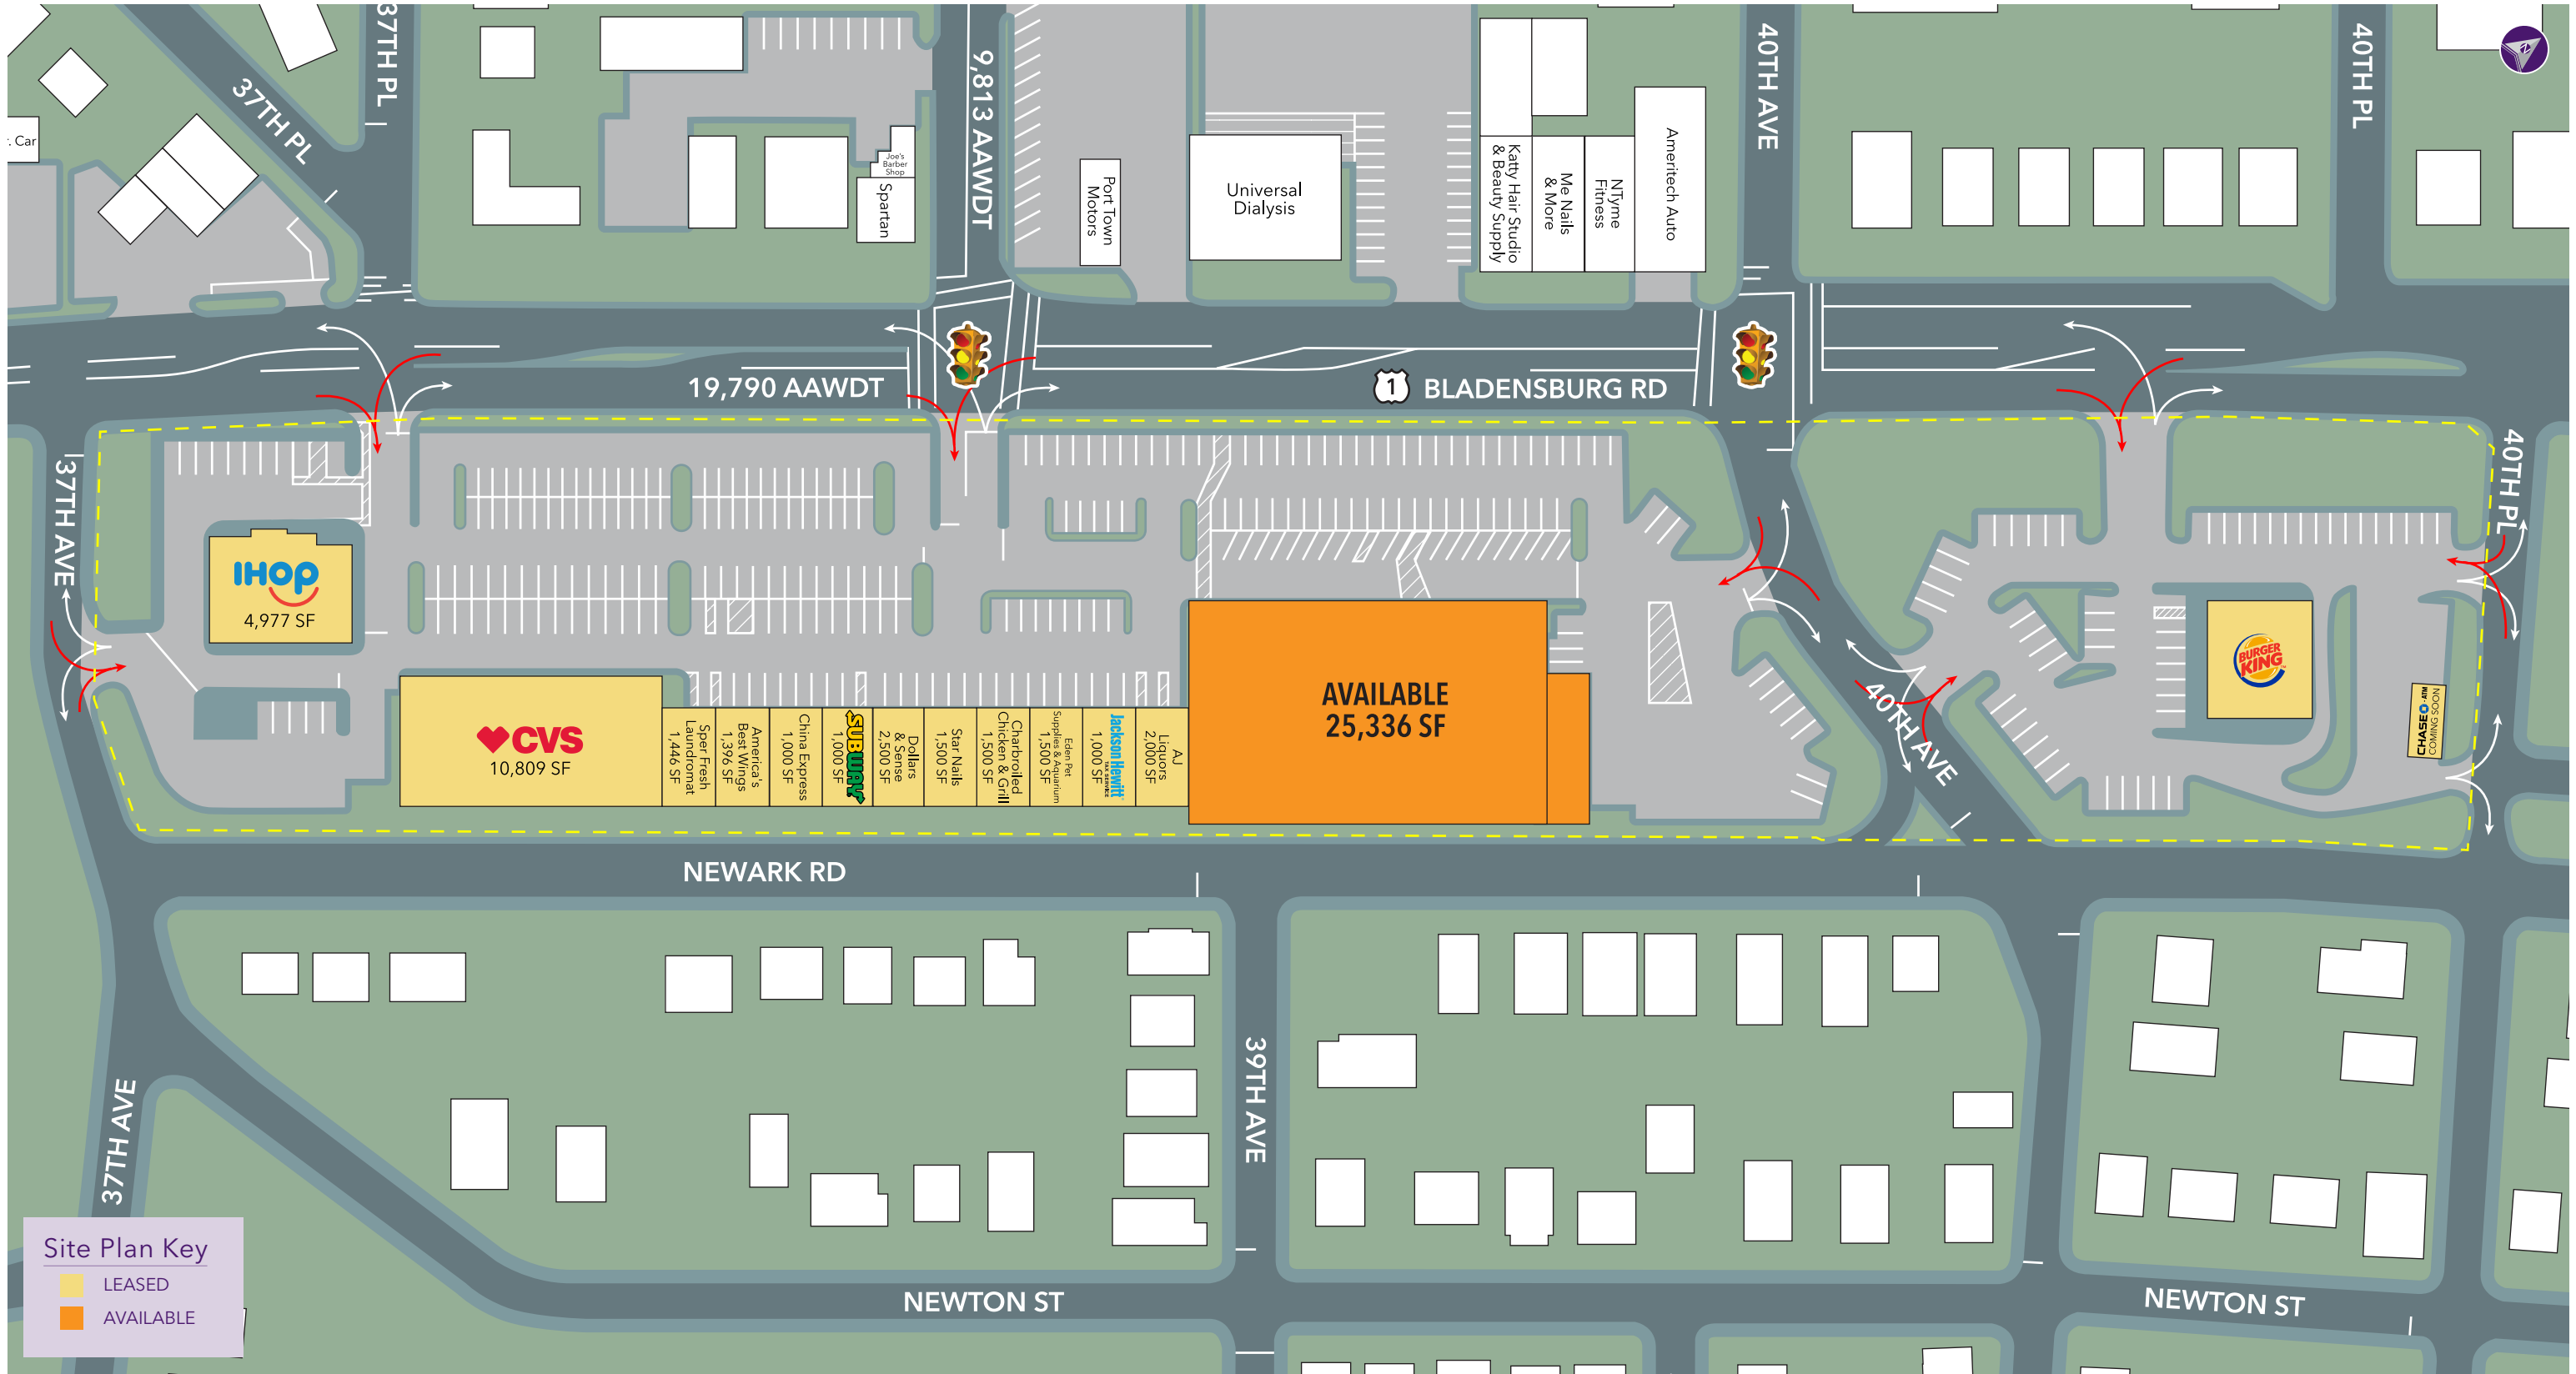 37TH PL
37TH PL
. Car
Joe's
Barber
Shop
Spartan
9,813 AAWDT
Port Town
Motors
Universal
Dialysis
Katty Hair Studio
& Beauty Supply
Me Nails
& More
NTyme
Fitness
Ameritech Auto
40TH AVE
40TH PL
N
19,790 AAWDT
1
BLADENSBURG RD
37TH AVE
IHOP
4,977 SF
CVS
10,809 SF
Sper Fresh
Laundromat
1,446 SF
America's
Best Wings
1,396 SF
China Express
1,000 SF
SUBWAY
1,000 SF
Dollars
& Sense
2,500 SF
Star Nails
1,500 SF
Charbroiled
Chicken & Grill
1,500 SF
Eden Pet
Supplies & Aquarium
1,500 SF
Jackson Hewitt
TAX SERVICE
1,000 SF
AJ
Liquors
2,000 SF
AVAILABLE
25,336 SF
40TH AVE
BURGER
KING
COMING SOON
CHASE ATM
40TH PL
NEWARK RD
39TH AVE
37TH AVE
NEWTON ST
NEWTON ST
Site Plan Key
LEASED
AVAILABLE